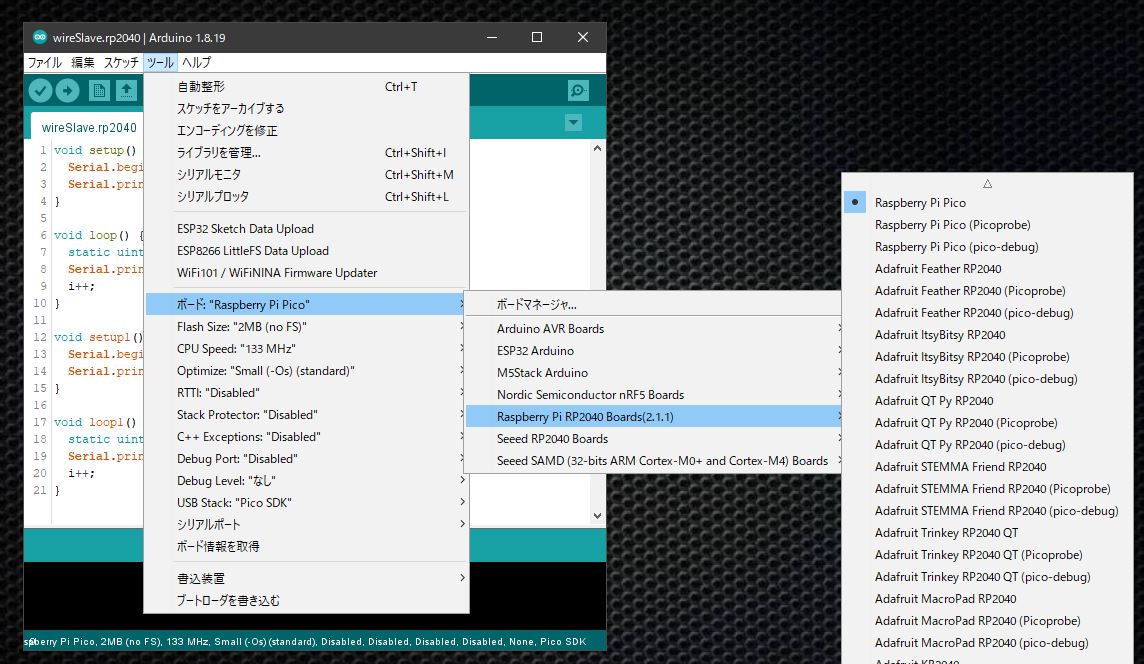 wireSlave.rp2040 | Arduino 1.8.19
ファイル 編集 スケッチ ツール ヘルプ
wireSlave.rp2040
1 void setup()
2 Serial.begi
3 Serial.prin
4 }
5
6 void loop() {
7 static uint
8 Serial.prin
9 i++;
10 }
11
12 void setup1()
13 Serial.begi
14 Serial.prin
15 }
16
17 void loop1()
18 static uint
19 Serial.prin
20 i++;
21 }
自動整形 Ctrl+T
スケッチをアーカイブする
エンコーディングを修正
ライブラリを管理... Ctrl+Shift+I
シリアルモニタ Ctrl+Shift+M
シリアルプロッタ Ctrl+Shift+L
ESP32 Sketch Data Upload
ESP8266 LittleFS Data Upload
WiFi101 / WiFiNINA Firmware Updater
ボード: "Raspberry Pi Pico"
Flash Size: "2MB (no FS)"
CPU Speed: "133 MHz"
Optimize: "Small (-Os) (standard)"
RTTI: "Disabled"
Stack Protector: "Disabled"
C++ Exceptions: "Disabled"
Debug Port: "Disabled"
Debug Level: "なし"
USB Stack: "Pico SDK"
シリアルポート
ボード情報を取得
書込装置
ブートローダを書き込む
ボードマネージャ...
Arduino AVR Boards
ESP32 Arduino
M5Stack Arduino
Nordic Semiconductor nRF5 Boards
Raspberry Pi RP2040 Boards(2.1.1)
Seeed RP2040 Boards
Seeed SAMD (32-bits ARM Cortex-M0+ and Cortex-M4) Boards
Raspberry Pi Pico
Raspberry Pi Pico (Picoprobe)
Raspberry Pi Pico (pico-debug)
Adafruit Feather RP2040
Adafruit Feather RP2040 (Picoprobe)
Adafruit Feather RP2040 (pico-debug)
Adafruit ItsyBitsy RP2040
Adafruit ItsyBitsy RP2040 (Picoprobe)
Adafruit ItsyBitsy RP2040 (pico-debug)
Adafruit QT Py RP2040
Adafruit QT Py RP2040 (Picoprobe)
Adafruit QT Py RP2040 (pico-debug)
Adafruit STEMMA Friend RP2040
Adafruit STEMMA Friend RP2040 (Picoprobe)
Adafruit STEMMA Friend RP2040 (pico-debug)
Adafruit Trinkey RP2040 QT
Adafruit Trinkey RP2040 QT (Picoprobe)
Adafruit Trinkey RP2040 QT (pico-debug)
Adafruit MacroPad RP2040
Adafruit MacroPad RP2040 (Picoprobe)
Adafruit MacroPad RP2040 (pico-debug)
Adafruit KB2040
berry Pi Pico, 2MB (no FS), 133 MHz, Small (-Os) (standard), Disabled, Disabled, Disabled, Disabled, None, Pico SDK